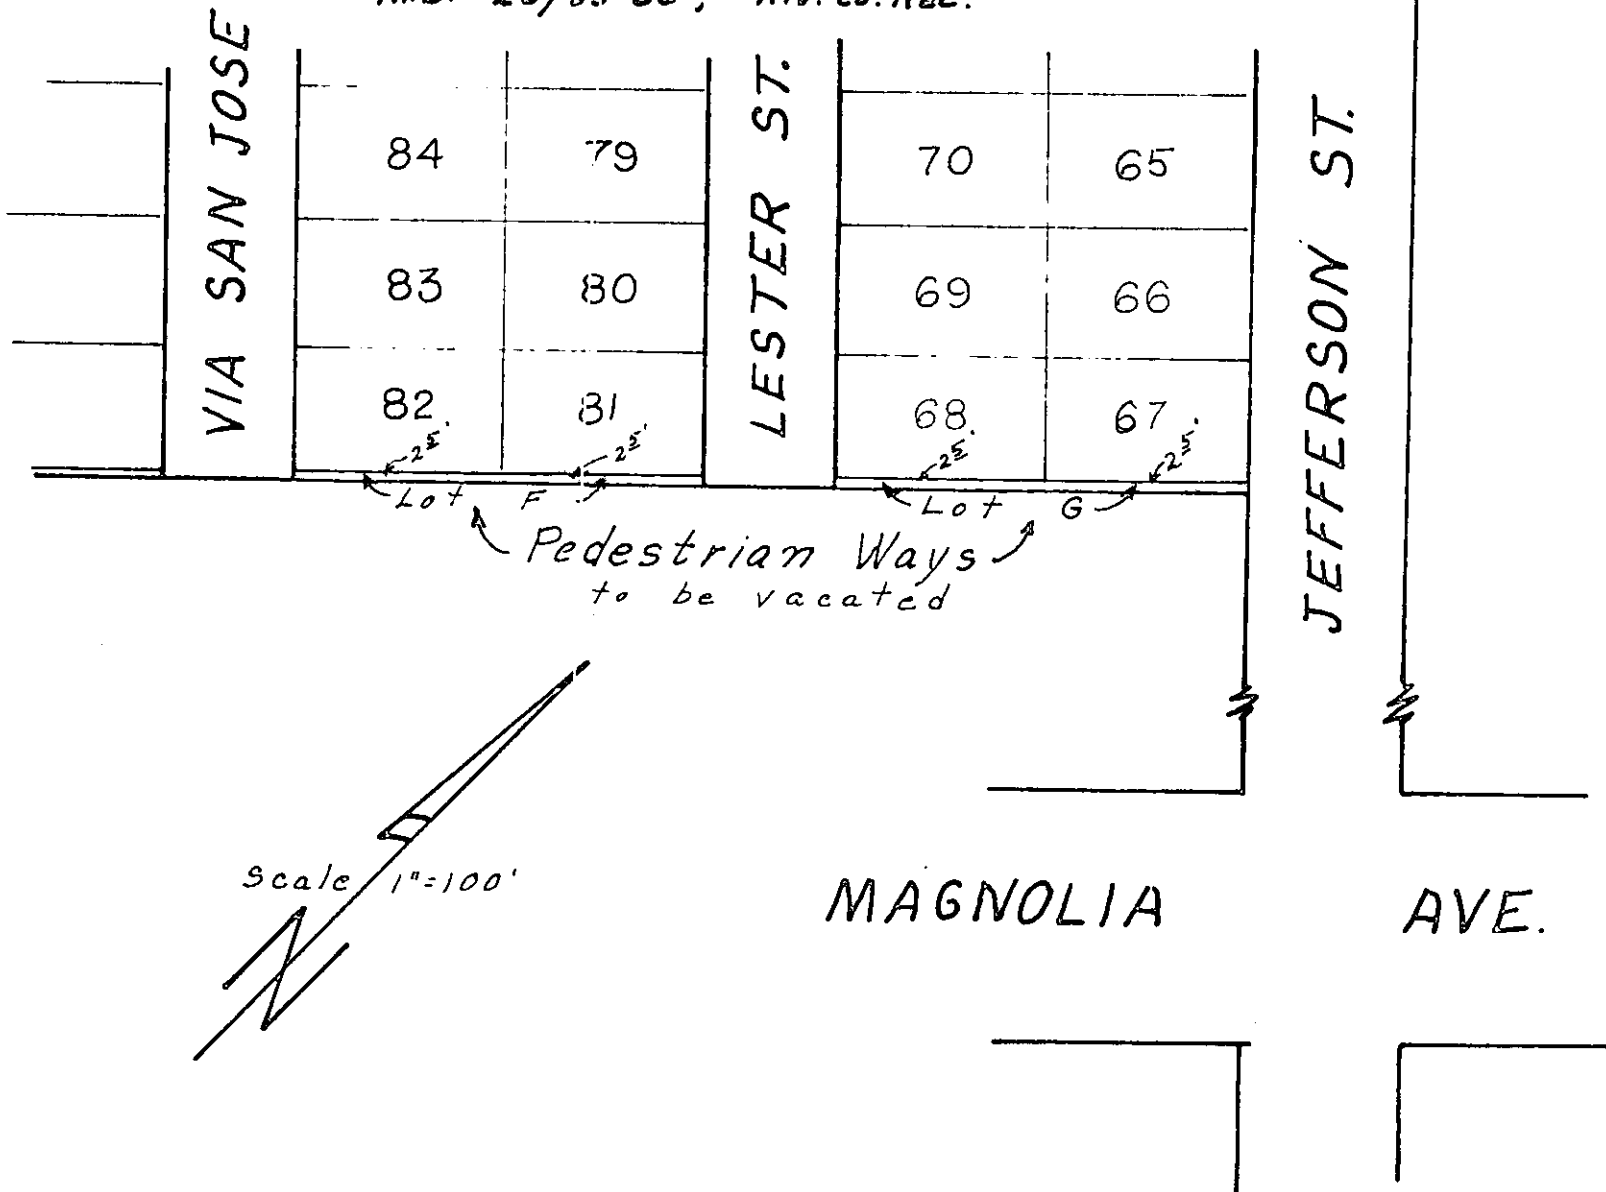 VIA SAN JOSE
LESTER ST.
JEFFERSON ST.
84 79 70 65
83 80 69 66
82 81 68 67
2⁵' 2⁵' 2⁵' 2⁵'
Lot F Lot G
Pedestrian Ways
to be vacated
Scale 1"=100'
N
MAGNOLIA AVE.